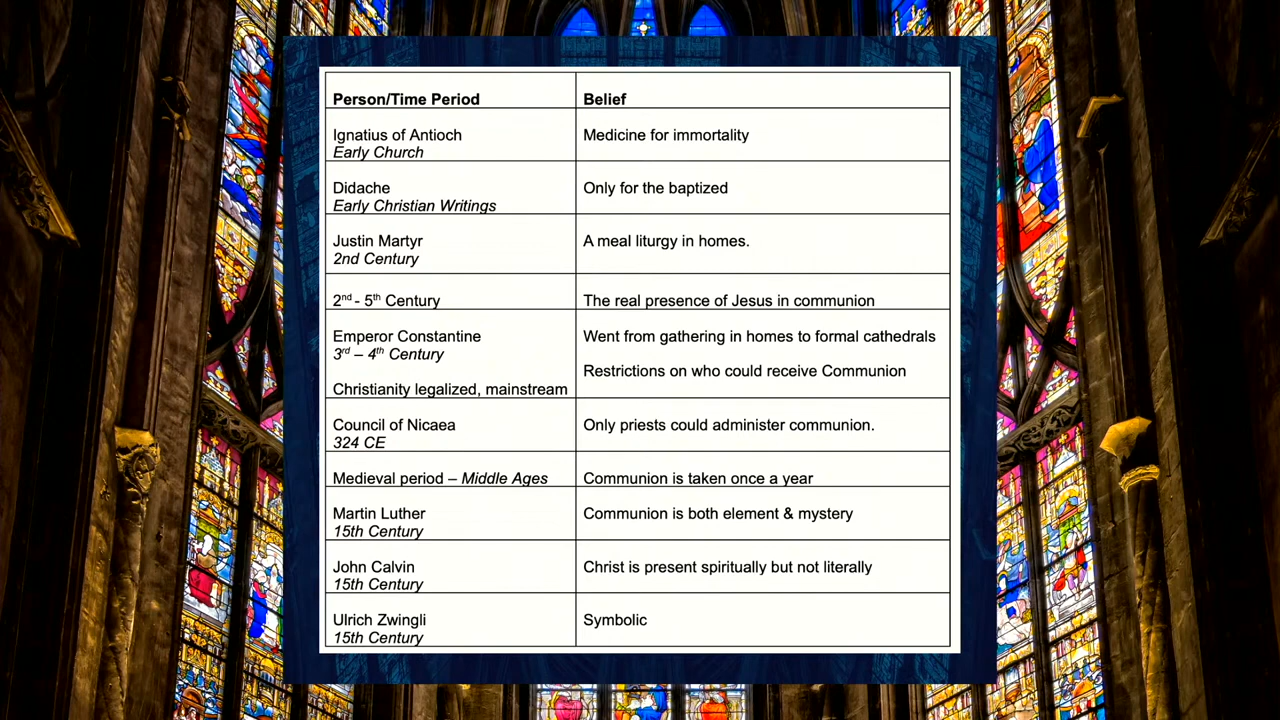 Person/Time Period
Belief
Ignatius of Antioch
Early Church
Medicine for immortality
Didache
Early Christian Writings
Only for the baptized
Justin Martyr
2nd Century
A meal liturgy in homes.
2nd - 5th Century
The real presence of Jesus in communion
Emperor Constantine
3rd – 4th Century
Christianity legalized, mainstream
Went from gathering in homes to formal cathedrals
Restrictions on who could receive Communion
Council of Nicaea
324 CE
Only priests could administer communion.
Medieval period – Middle Ages
Communion is taken once a year
Martin Luther
15th Century
Communion is both element & mystery
John Calvin
15th Century
Christ is present spiritually but not literally
Ulrich Zwingli
15th Century
Symbolic